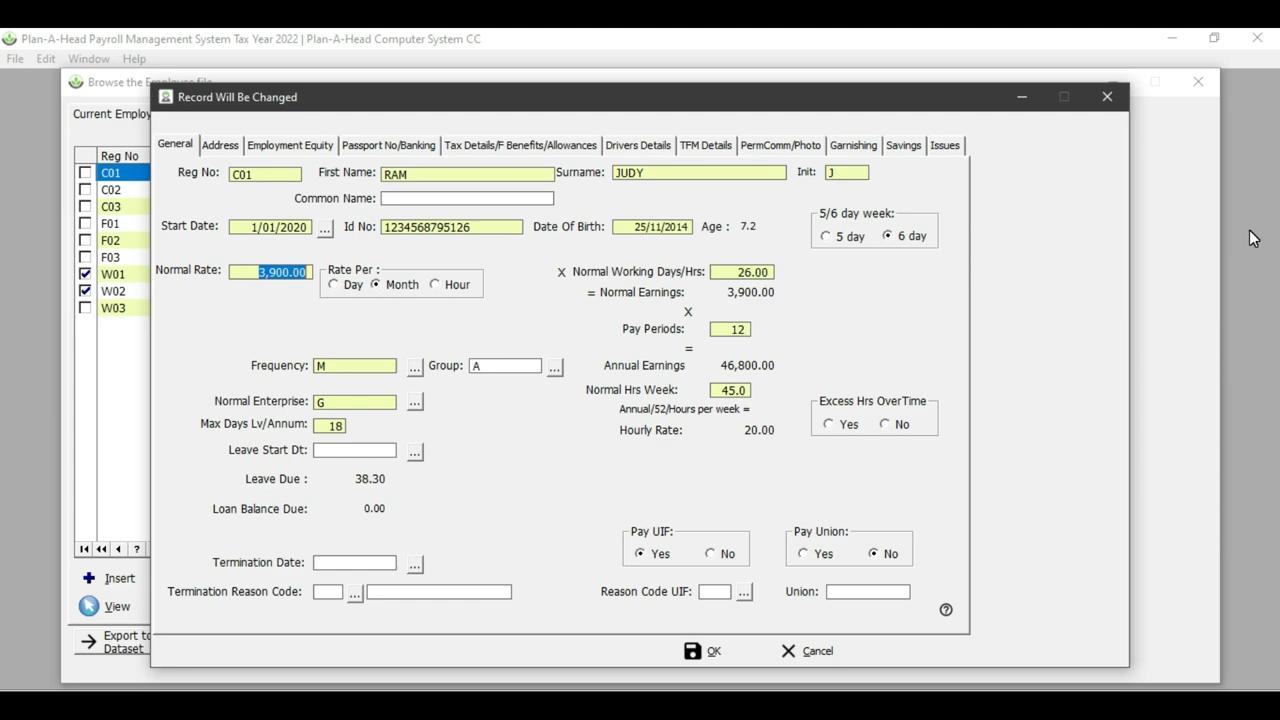 Plan-A-Head Payroll Management System Tax Year 2022 | Plan-A-Head Computer System CC
File Edit Window Help
Browse the Employee file
Record Will Be Changed
Current Employ
Reg No
C01
C02
C03
F01
F02
F03
W01
W02
W03
?
Insert
View
Export to
Dataset
General Address Employment Equity Passport No/Banking Tax Details/F Benefits/Allowances Drivers Details TFM Details PermComm/Photo Garnishing Savings Issues
Reg No: C01 First Name: RAM Surname: JUDY Init: J
Common Name:
Start Date: 1/01/2020 ... Id No: 1234568795126 Date Of Birth: 25/11/2014 Age : 7.2
5/6 day week:
5 day 6 day
Normal Rate: 3,900.00 Rate Per :
Day Month Hour
X Normal Working Days/Hrs: 26.00
= Normal Earnings: 3,900.00
X
Pay Periods: 12
=
Frequency: M ... Group: A ... Annual Earnings 46,800.00
Normal Hrs Week: 45.0
Normal Enterprise: G ...
Annual/52/Hours per week =
Excess Hrs OverTime
Yes No
Max Days Lv/Annum: 18
Hourly Rate: 20.00
Leave Start Dt: ...
Leave Due : 38.30
Loan Balance Due: 0.00
Pay UIF:
Yes No
Pay Union:
Yes No
Termination Date: ...
Termination Reason Code: ... Reason Code UIF: ... Union:
?
OK Cancel